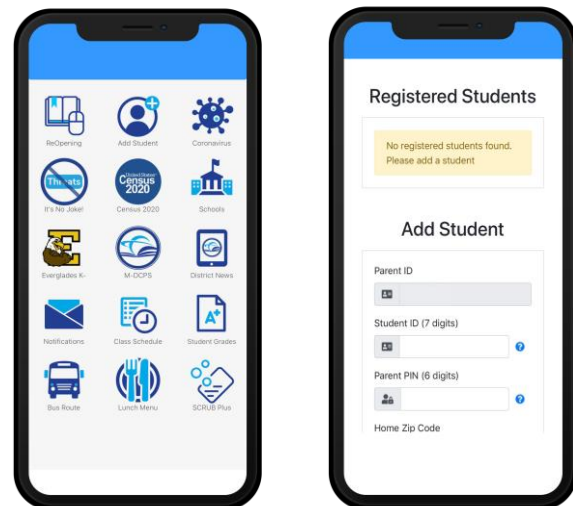 ReOpening
Add Student
Coronavirus
Threats
United States®
Census
2020
It's No Joke!
Census 2020
Schools
E
Everglades K-
M-DCPS
District News
A+
Notifications
Class Schedule
Student Grades
Bus Route
Lunch Menu
SCRUB Plus
Registered Students
No registered students found.
Please add a student
Add Student
Parent ID
Student ID (7 digits)
?
Parent PIN (6 digits)
?
Home Zip Code